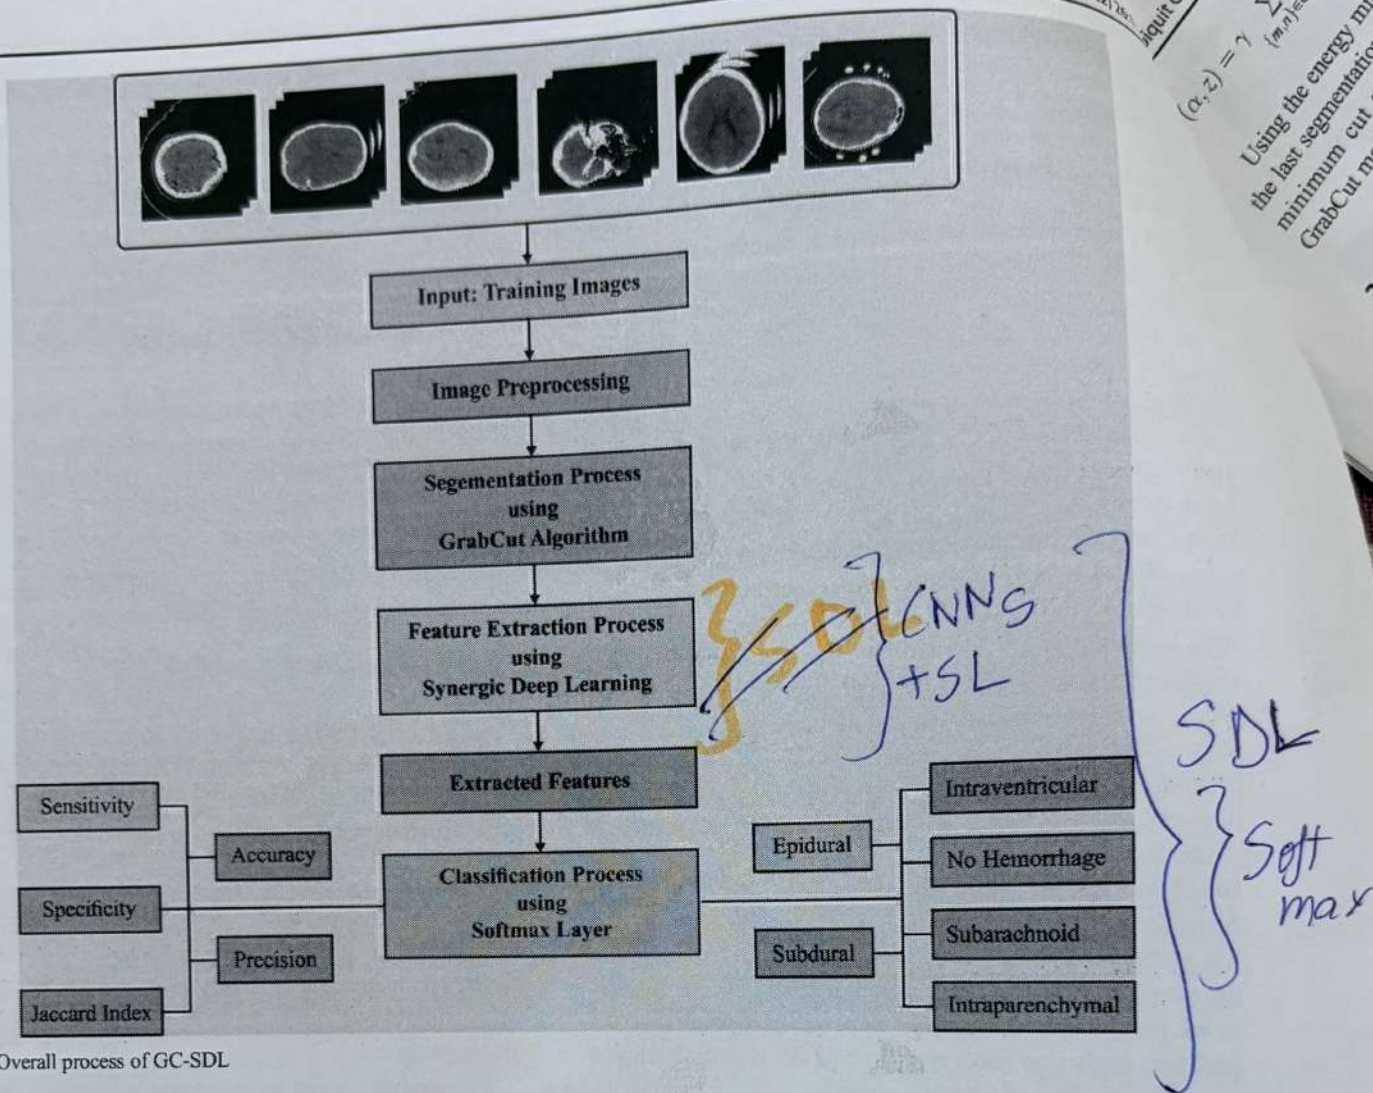 iquit
(α, z) = γ Σ
{m,n}∈
Using the energy
the last segmentation
minimum cut
GrabCut
Input: Training Images
Image Preprocessing
Segementation Process
using
GrabCut Algorithm
Feature Extraction Process
using
Synergic Deep Learning
SDL
CNNs
+SL
Extracted Features
Classification Process
using
Softmax Layer
Sensitivity
Accuracy
Specificity
Precision
Jaccard Index
Epidural
Subdural
Intraventricular
No Hemorrhage
Subarachnoid
Intraparenchymal
SDL
Soft
max
Overall process of GC-SDL